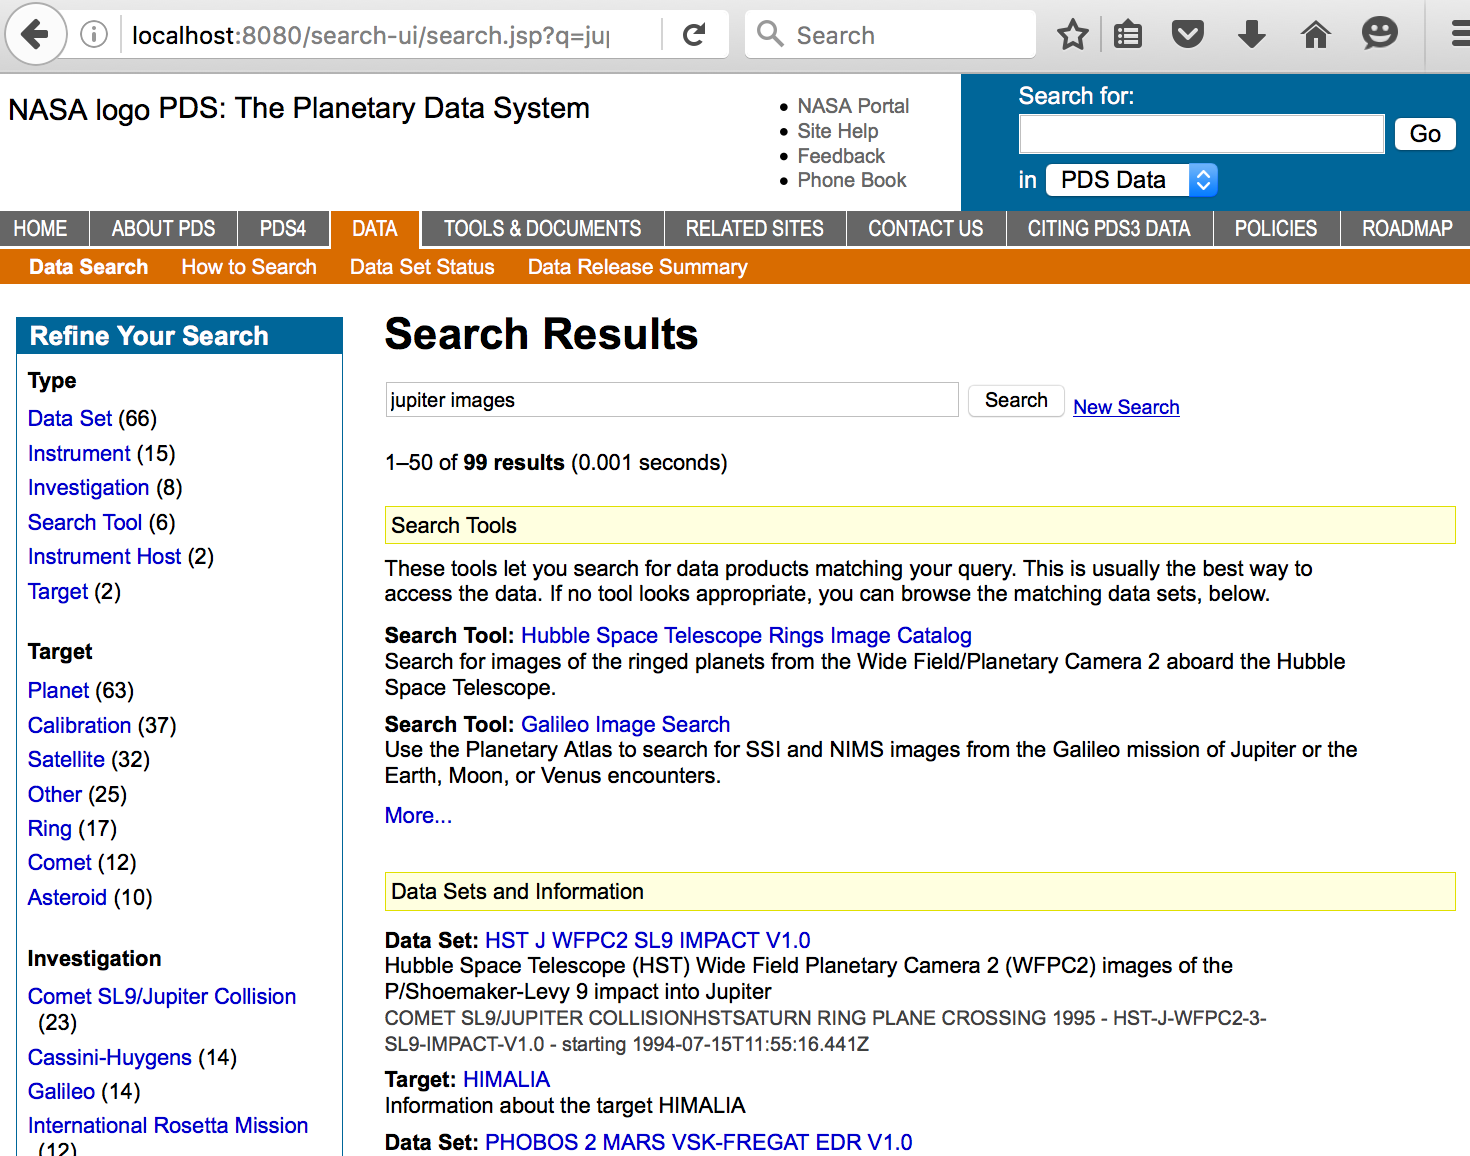 localhost:8080/search-ui/search.jsp?q=ju
Search
NASA logo PDS: The Planetary Data System
NASA Portal
Site Help
Feedback
Phone Book
Search for:
Go
in PDS Data
HOME ABOUT PDS PDS4 DATA TOOLS & DOCUMENTS RELATED SITES CONTACT US CITING PDS3 DATA POLICIES ROADMAP
Data Search How to Search Data Set Status Data Release Summary
Refine Your Search
Type
Data Set (66)
Instrument (15)
Investigation (8)
Search Tool (6)
Instrument Host (2)
Target (2)
Target
Planet (63)
Calibration (37)
Satellite (32)
Other (25)
Ring (17)
Comet (12)
Asteroid (10)
Investigation
Comet SL9/Jupiter Collision
(23)
Cassini-Huygens (14)
Galileo (14)
International Rosetta Mission
(12)
Search Results
jupiter images
Search New Search
1–50 of 99 results (0.001 seconds)
Search Tools
These tools let you search for data products matching your query. This is usually the best way to
access the data. If no tool looks appropriate, you can browse the matching data sets, below.
Search Tool: Hubble Space Telescope Rings Image Catalog
Search for images of the ringed planets from the Wide Field/Planetary Camera 2 aboard the Hubble
Space Telescope.
Search Tool: Galileo Image Search
Use the Planetary Atlas to search for SSI and NIMS images from the Galileo mission of Jupiter or the
Earth, Moon, or Venus encounters.
More...
Data Sets and Information
Data Set: HST J WFPC2 SL9 IMPACT V1.0
Hubble Space Telescope (HST) Wide Field Planetary Camera 2 (WFPC2) images of the
P/Shoemaker-Levy 9 impact into Jupiter
COMET SL9/JUPITER COLLISIONHSTSATURN RING PLANE CROSSING 1995 - HST-J-WFPC2-3-
SL9-IMPACT-V1.0 - starting 1994-07-15T11:55:16.441Z
Target: HIMALIA
Information about the target HIMALIA
Data Set: PHOBOS 2 MARS VSK-FREGAT EDR V1.0